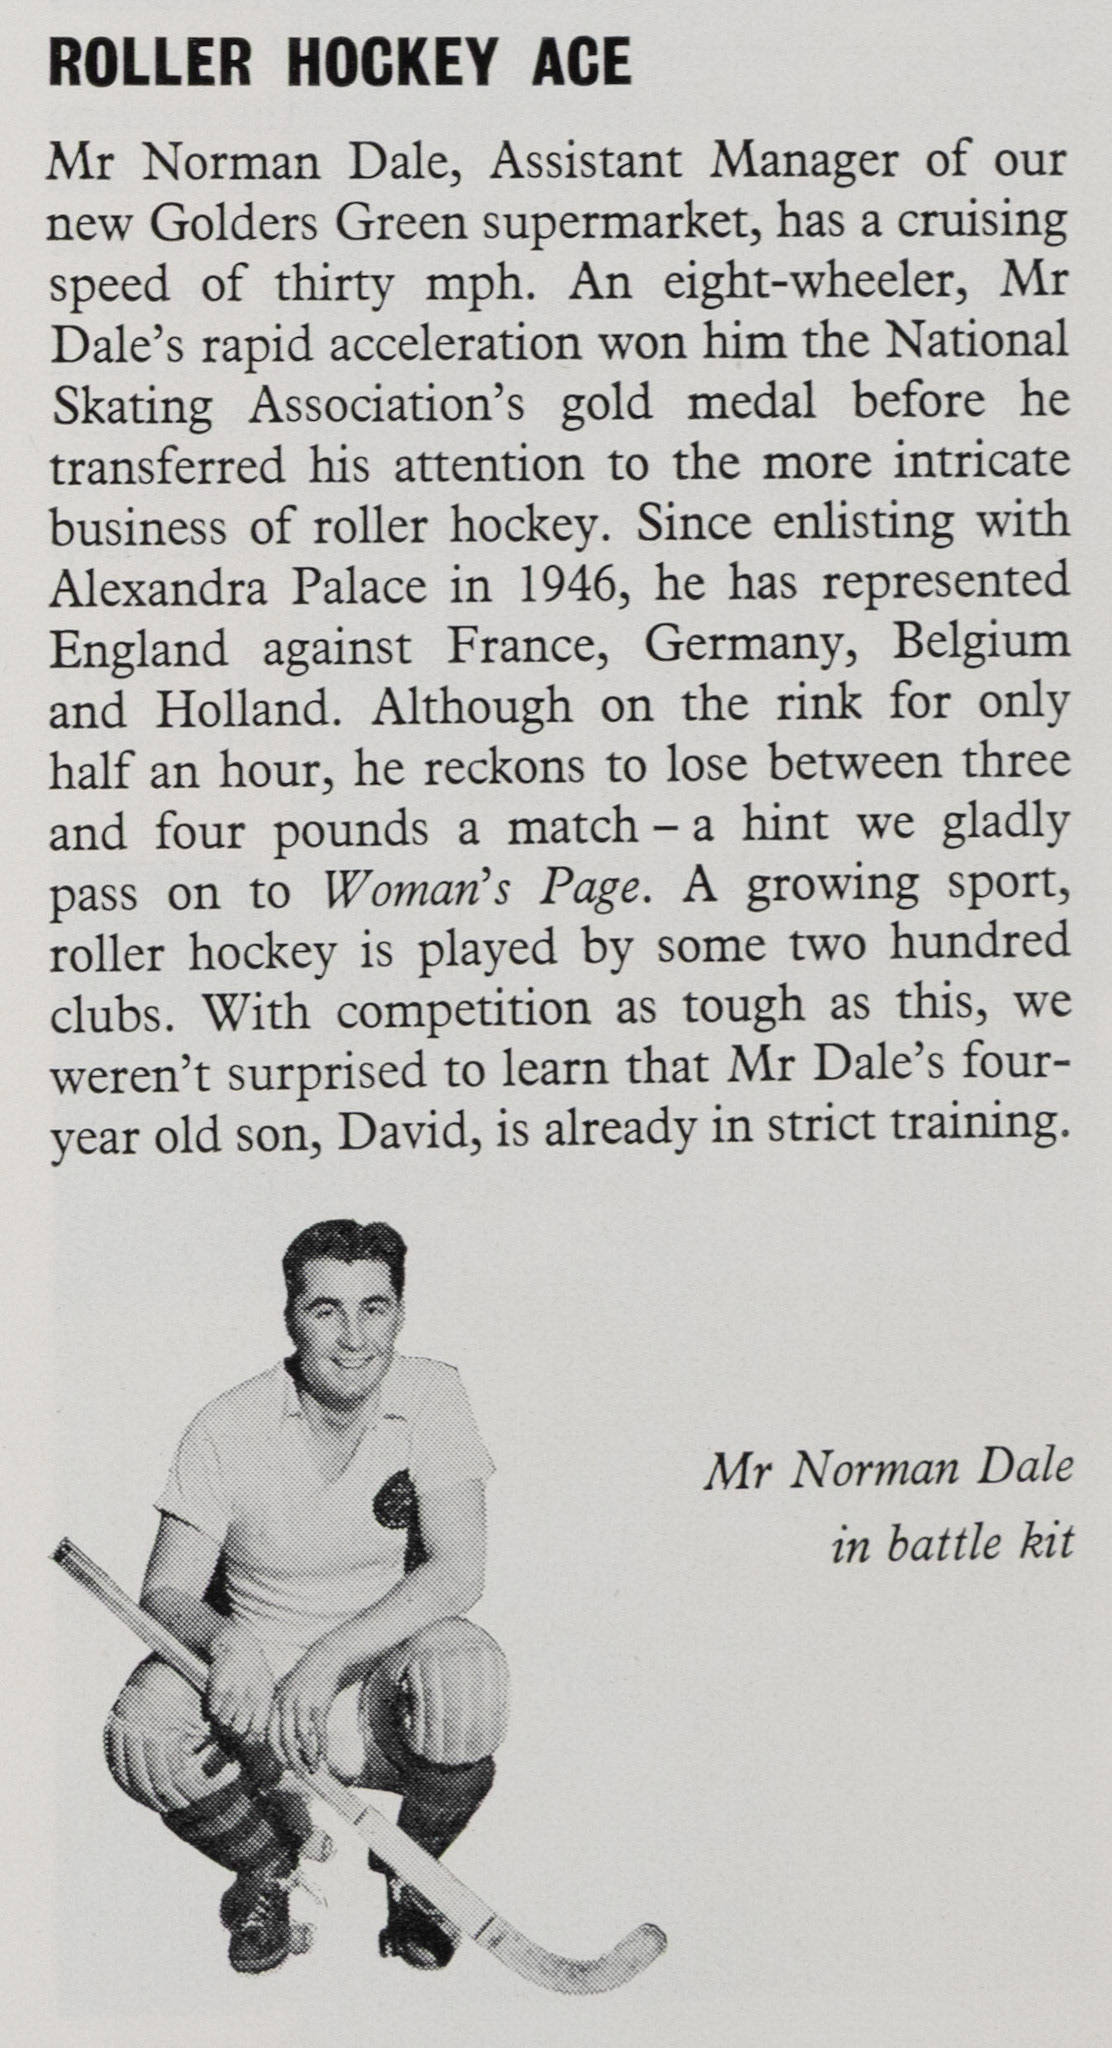 ROLLER HOCKEY ACE
Mr Norman Dale, Assistant Manager of our
new Golders Green supermarket, has a cruising
speed of thirty mph. An eight-wheeler, Mr
Dale's rapid acceleration won him the National
Skating Association's gold medal before he
transferred his attention to the more intricate
business of roller hockey. Since enlisting with
Alexandra Palace in 1946, he has represented
England against France, Germany, Belgium
and Holland. Although on the rink for only
half an hour, he reckons to lose between three
and four pounds a match – a hint we gladly
pass on to Woman's Page. A growing sport,
roller hockey is played by some two hundred
clubs. With competition as tough as this, we
weren't surprised to learn that Mr Dale's four-
year old son, David, is already in strict training.
Mr Norman Dale
in battle kit